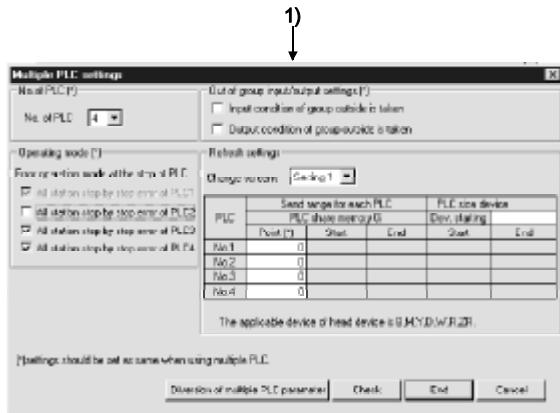 1)
Multiple PLC settings
No. of PLC (*)
No. of PLC 4
Out of group input/output settings (*)
Input condition of group outside is taken
Output condition of group outside is taken
Operating mode (*)
Error operation mode at the stop of PLC
All station stop by stop error of PLC1
All station stop by stop error of PLC2
All station stop by stop error of PLC3
All station stop by stop error of PLC4
Refresh settings
Change screen Setting 1
PLC Send range for each PLC PLC side device
PLC share memory G Dev. starting
Point (*) Start End Start End
No.1 0
No.2 0
No.3 0
No.4 0
The applicable device of head device is B,M,Y,D,W,R,ZR.
(*)settings should be set as same when using multiple PLC.
Diversion of multiple PLC parameter Check End Cancel